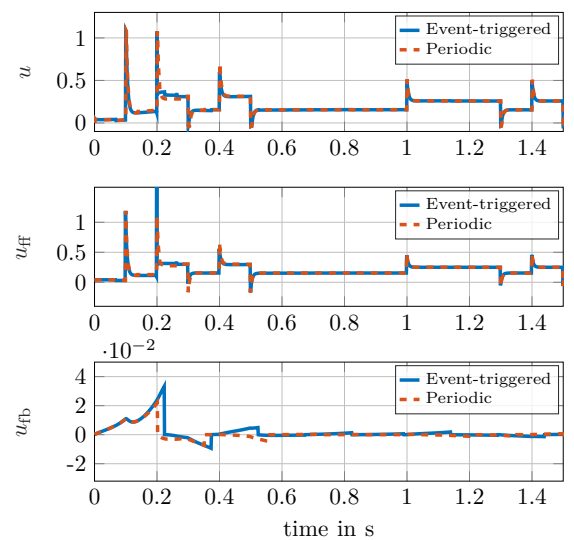 1
0.5
0
u
Event-triggered
Periodic
0 0.2 0.4 0.6 0.8 1 1.2 1.4
1
0.5
0
u_ff
Event-triggered
Periodic
0 0.2 0.4 0.6 0.8 1 1.2 1.4
·10⁻²
4
2
0
-2
u_fb
Event-triggered
Periodic
0 0.2 0.4 0.6 0.8 1 1.2 1.4
time in s